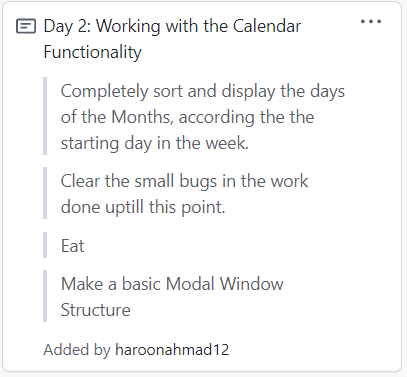 Day 2: Working with the Calendar
Functionality
Completely sort and display the days
of the Months, according the the
starting day in the week.
Clear the small bugs in the work
done uptill this point.
Eat
Make a basic Modal Window
Structure
Added by haroonahmad12